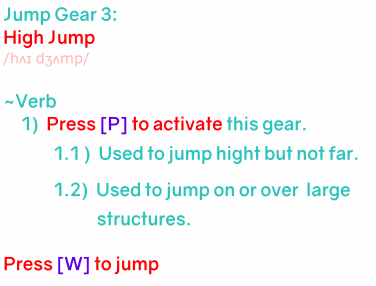 Jump Gear 3:
High Jump
/hʌɪ dʒʌmp/
~Verb
1) Press [P] to activate this gear.
1.1 ) Used to jump hight but not far.
1.2) Used to jump on or over large
structures.
Press [W] to jump